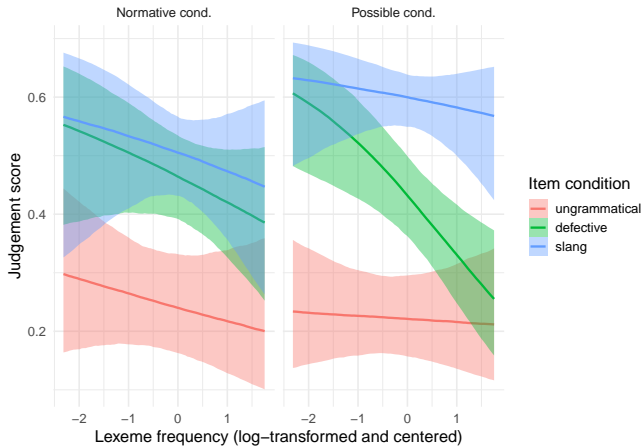 Normative cond. Possible cond.
0.6
0.4
0.2
Judgement score
−2 −1 0 1 −2 −1 0 1
Lexeme frequency (log−transformed and centered)
Item condition
ungrammatical
defective
slang